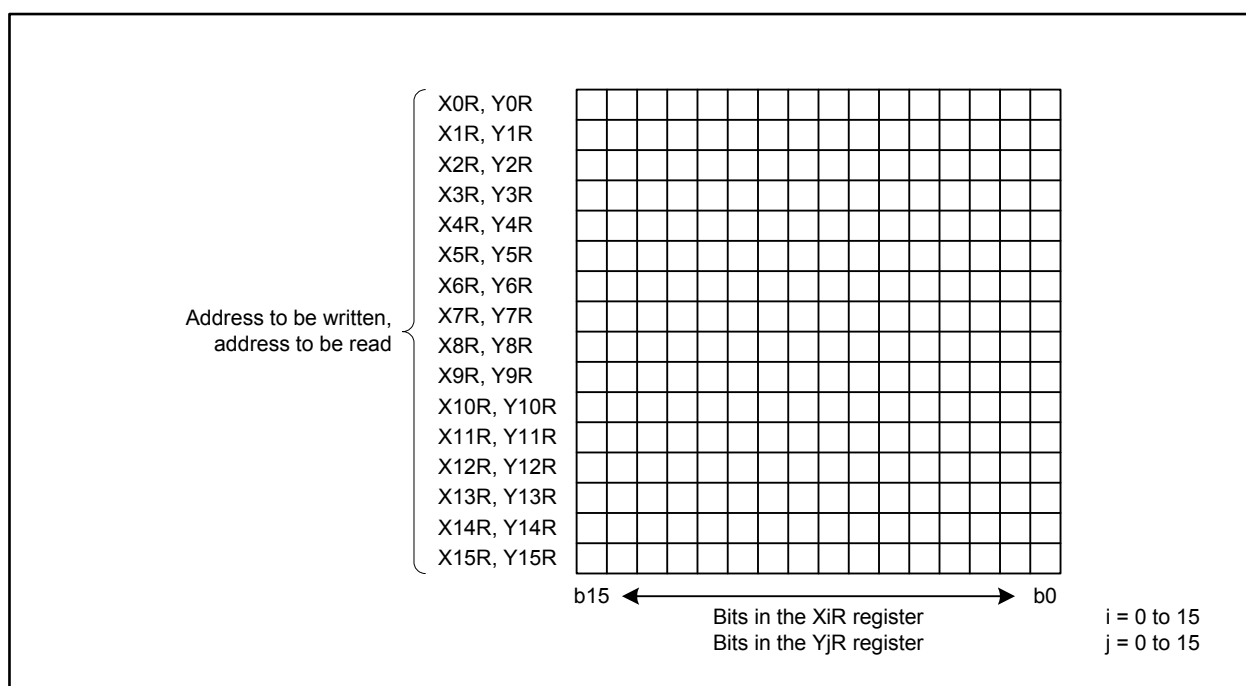 X0R, Y0R
X1R, Y1R
X2R, Y2R
X3R, Y3R
X4R, Y4R
X5R, Y5R
X6R, Y6R
X7R, Y7R
X8R, Y8R
X9R, Y9R
X10R, Y10R
X11R, Y11R
X12R, Y12R
X13R, Y13R
X14R, Y14R
X15R, Y15R
Address to be written,
address to be read
b15 b0
Bits in the XiR register i = 0 to 15
Bits in the YjR register j = 0 to 15